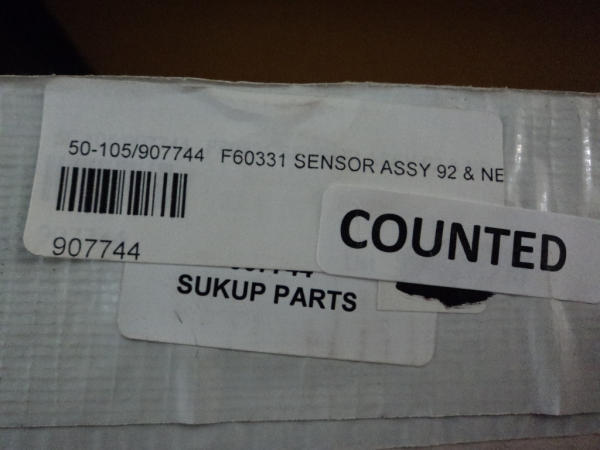 50-105/907744 F60331 SENSOR ASSY 92 & NE
907744
COUNTED
SUKUP PARTS